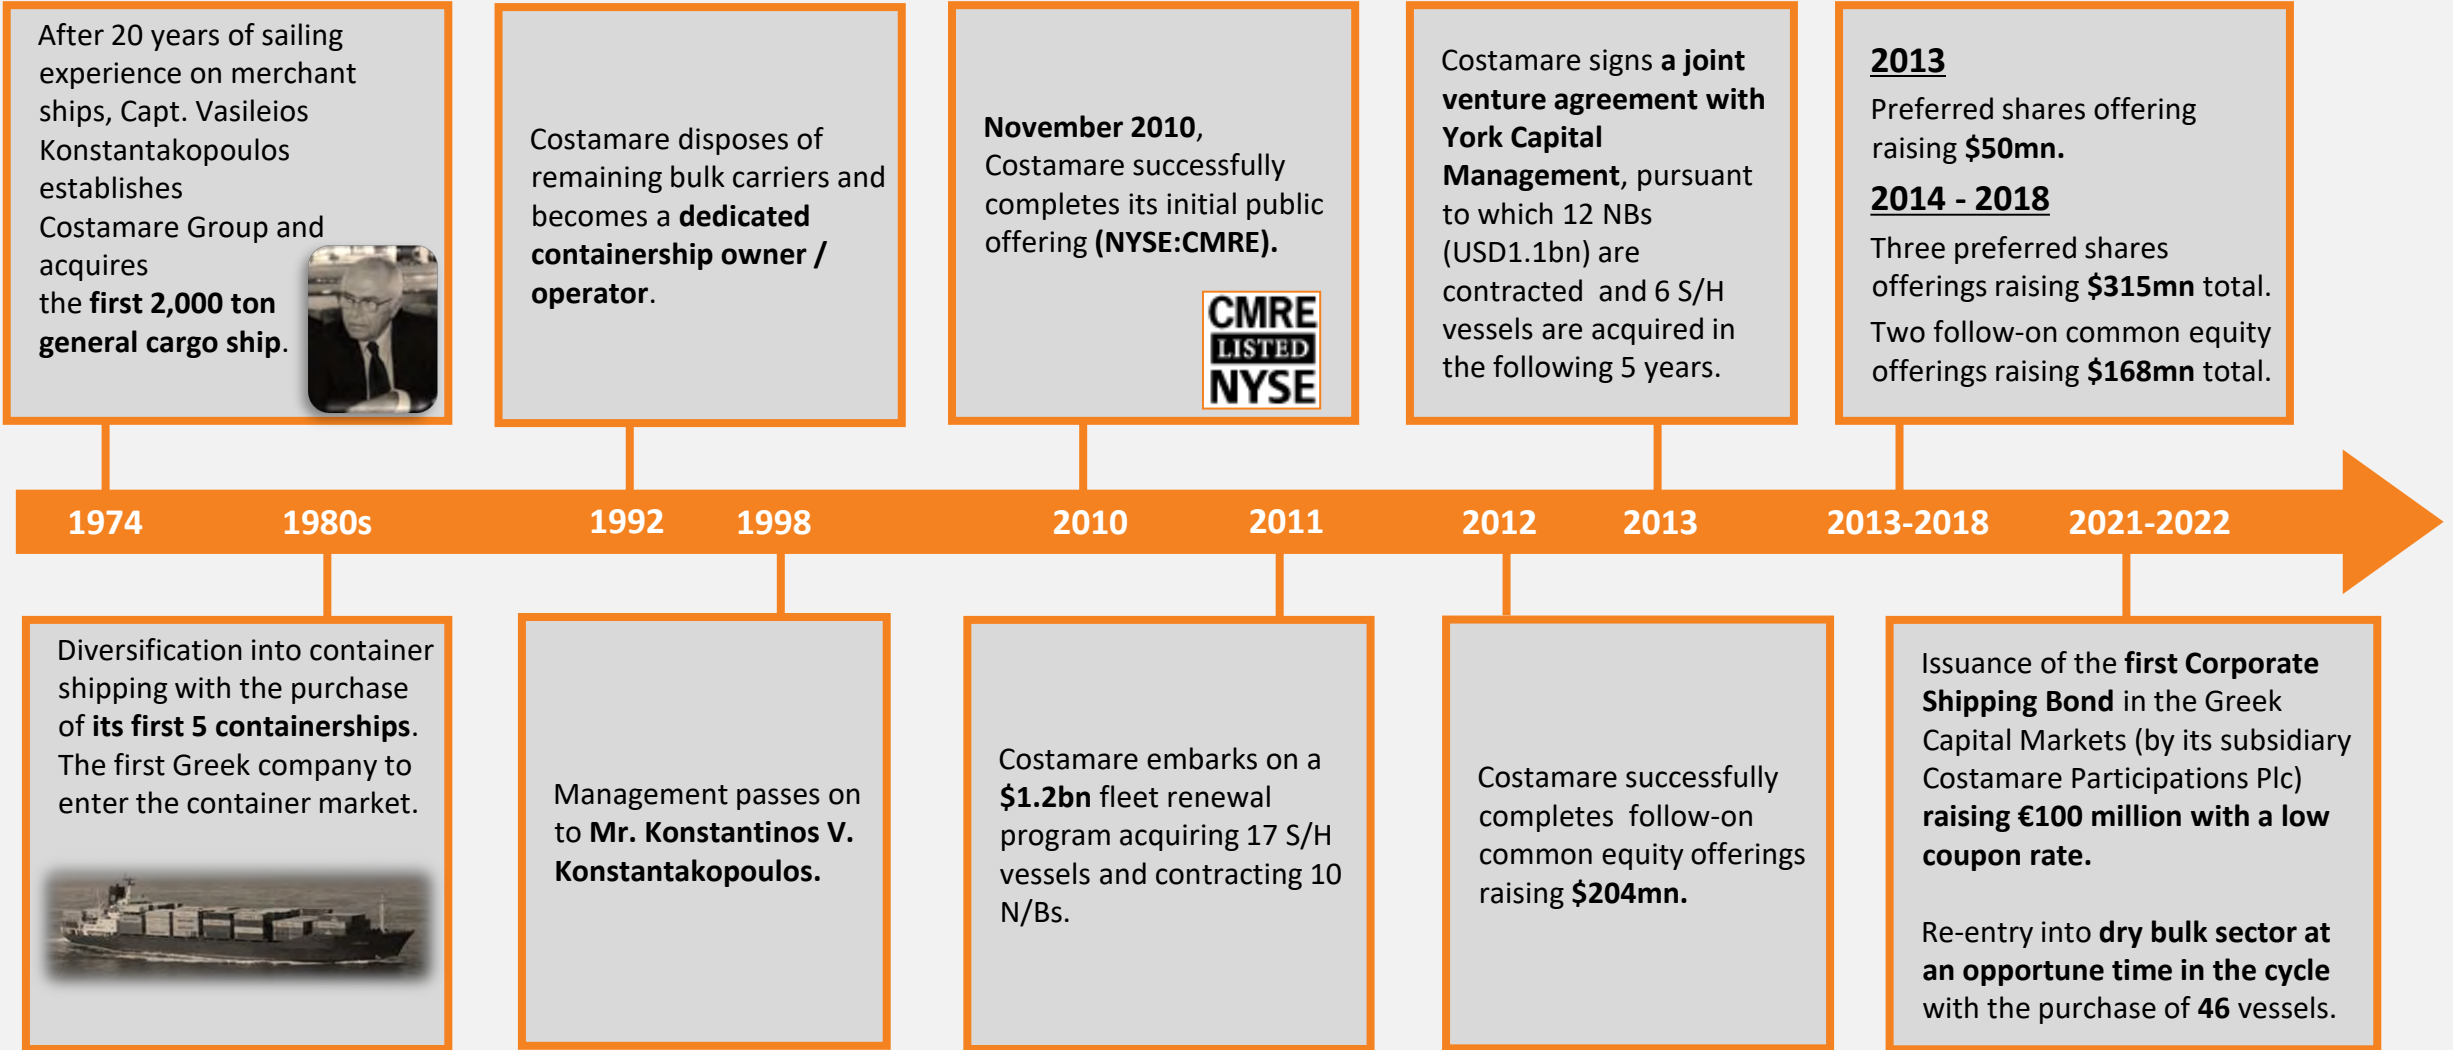 After 20 years of sailing
experience on merchant
ships, Capt. Vasileios
Konstantakopoulos
establishes
Costamare Group and
acquires
the first 2,000 ton
general cargo ship.
Costamare disposes of
remaining bulk carriers and
becomes a dedicated
containership owner /
operator.
November 2010,
Costamare successfully
completes its initial public
offering (NYSE:CMRE).
CMRE
LISTED
NYSE
Costamare signs a joint
venture agreement with
York Capital
Management, pursuant
to which 12 NBs
(USD1.1bn) are
contracted and 6 S/H
vessels are acquired in
the following 5 years.
2013
Preferred shares offering
raising $50mn.
2014 - 2018
Three preferred shares
offerings raising $315mn total.
Two follow-on common equity
offerings raising $168mn total.
1974 1980s 1992 1998 2010 2011 2012 2013 2013-2018 2021-2022
Diversification into container
shipping with the purchase
of its first 5 containerships.
The first Greek company to
enter the container market.
Management passes on
to Mr. Konstantinos V.
Konstantakopoulos.
Costamare embarks on a
$1.2bn fleet renewal
program acquiring 17 S/H
vessels and contracting 10
N/Bs.
Costamare successfully
completes follow-on
common equity offerings
raising $204mn.
Issuance of the first Corporate
Shipping Bond in the Greek
Capital Markets (by its subsidiary
Costamare Participations Plc)
raising €100 million with a low
coupon rate.
Re-entry into dry bulk sector at
an opportune time in the cycle
with the purchase of 46 vessels.